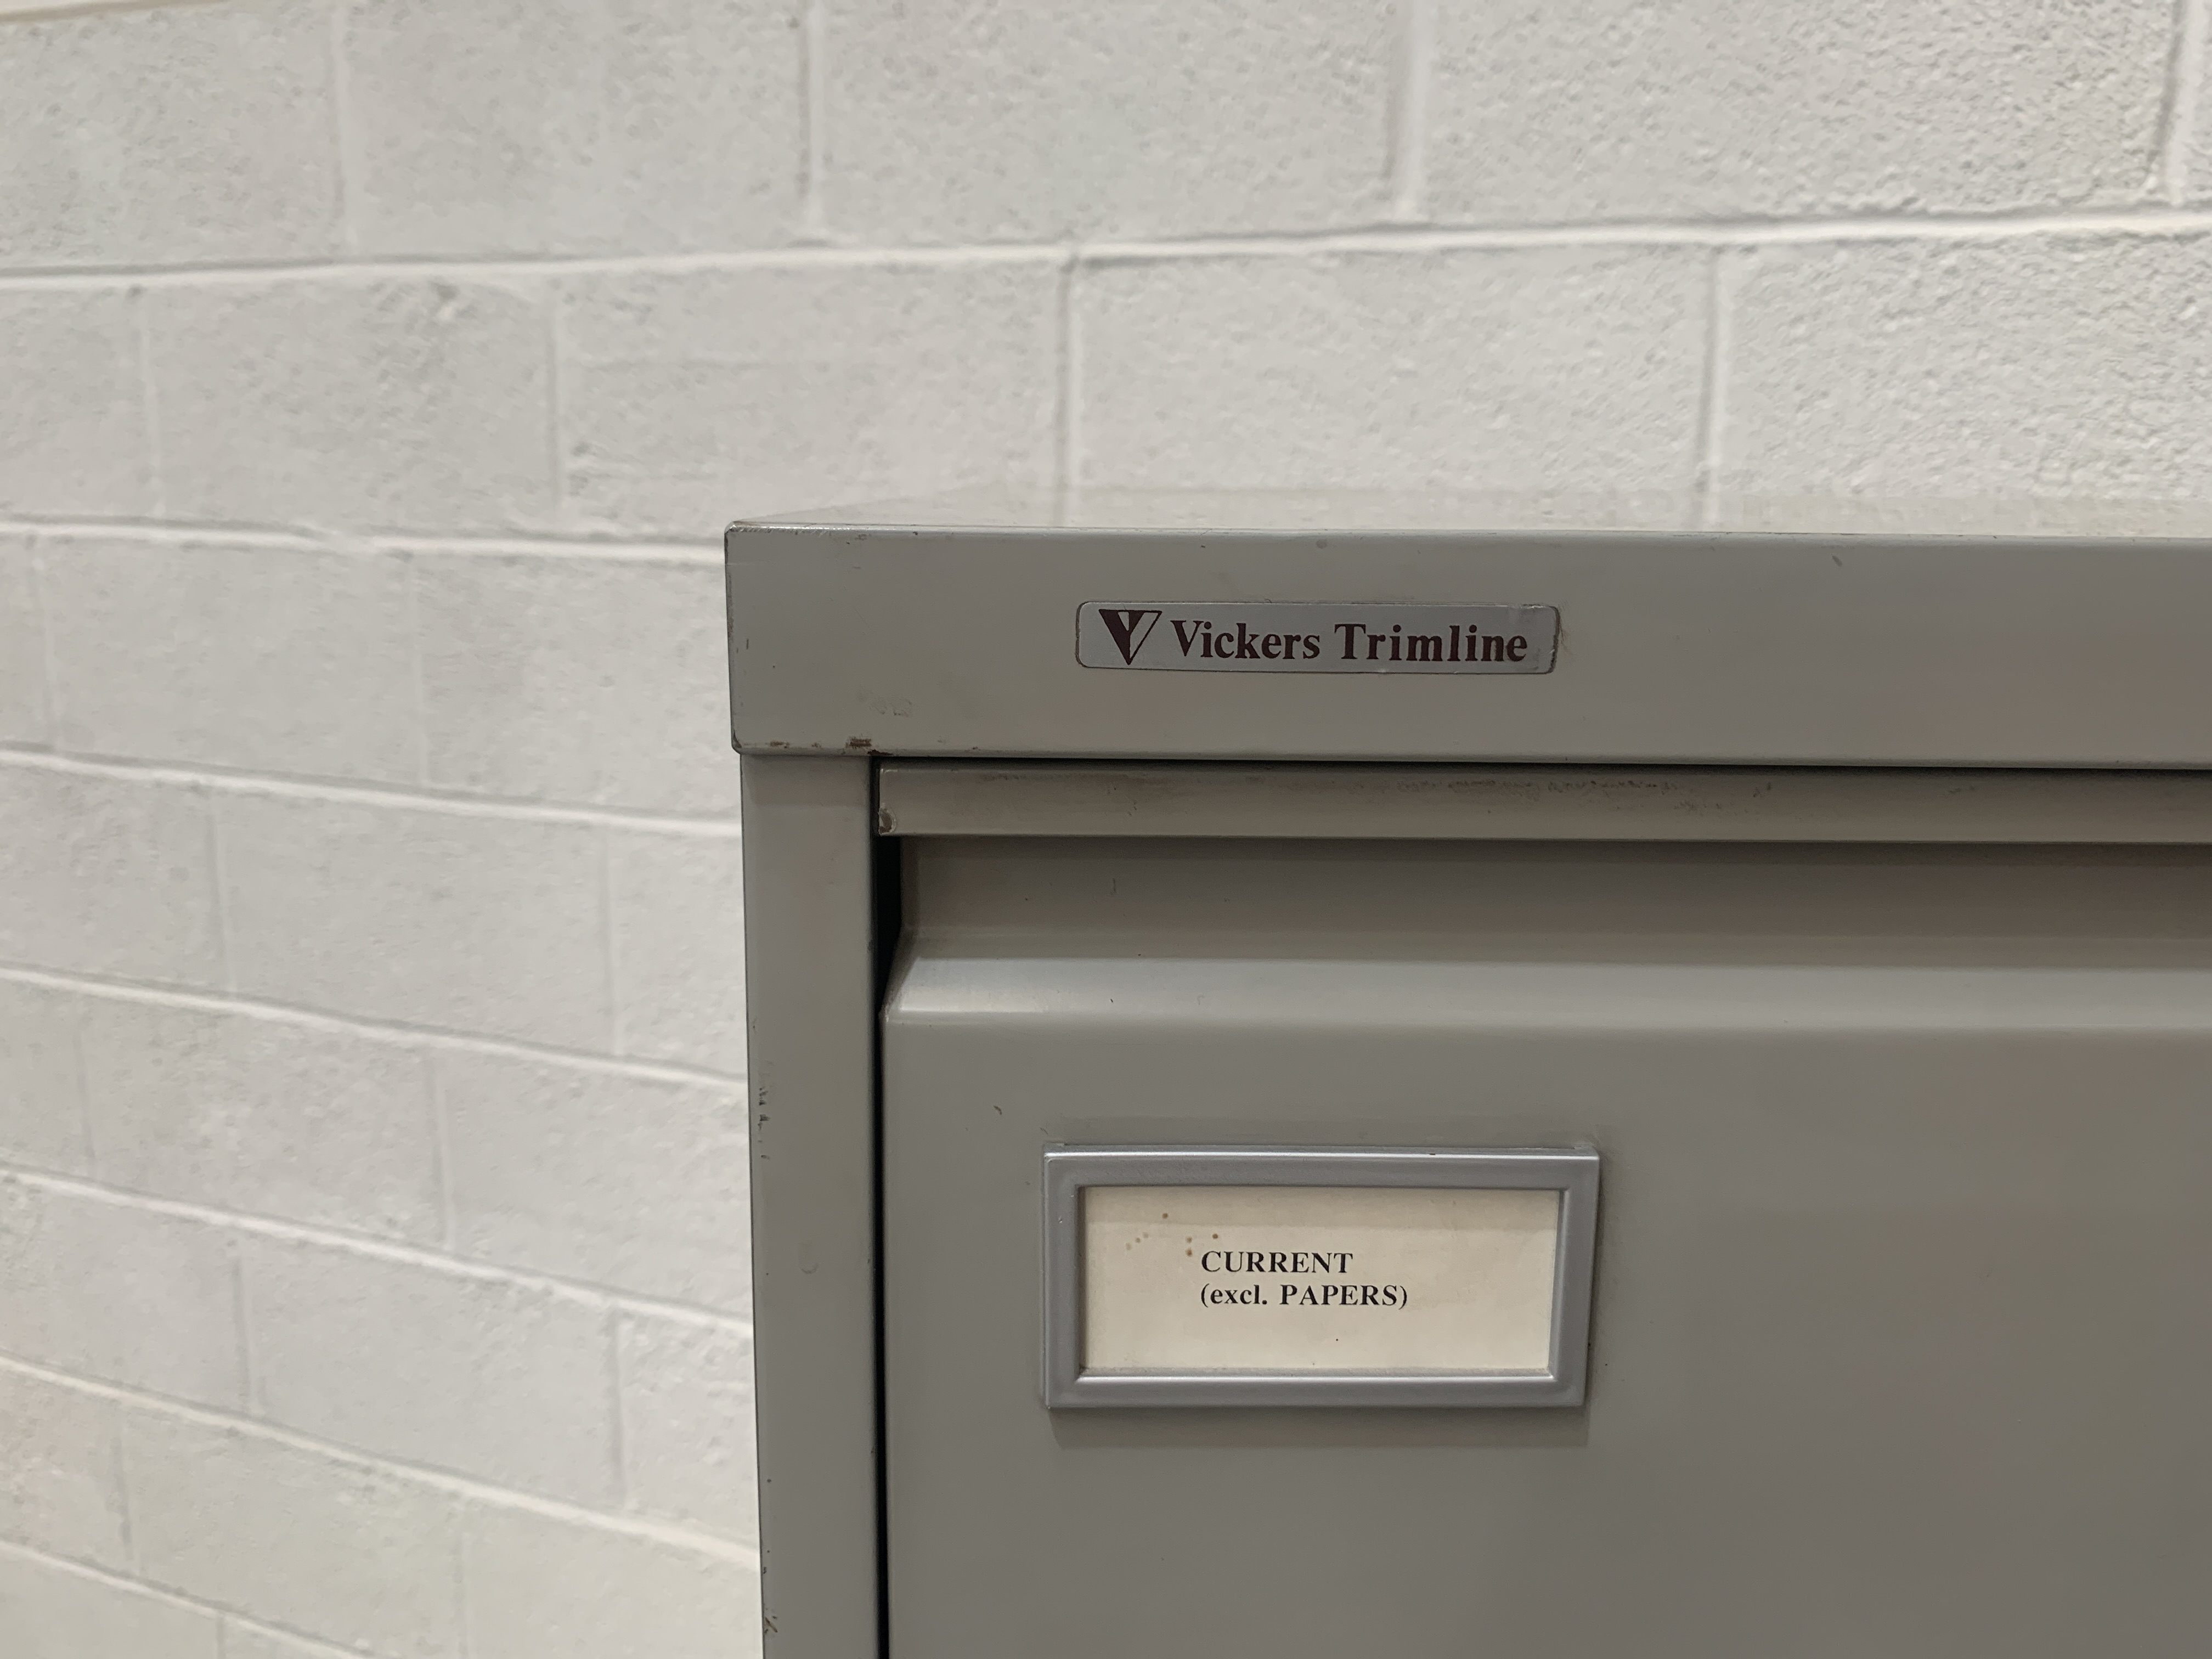 Vickers Trimline
CURRENT
(excl. PAPERS)